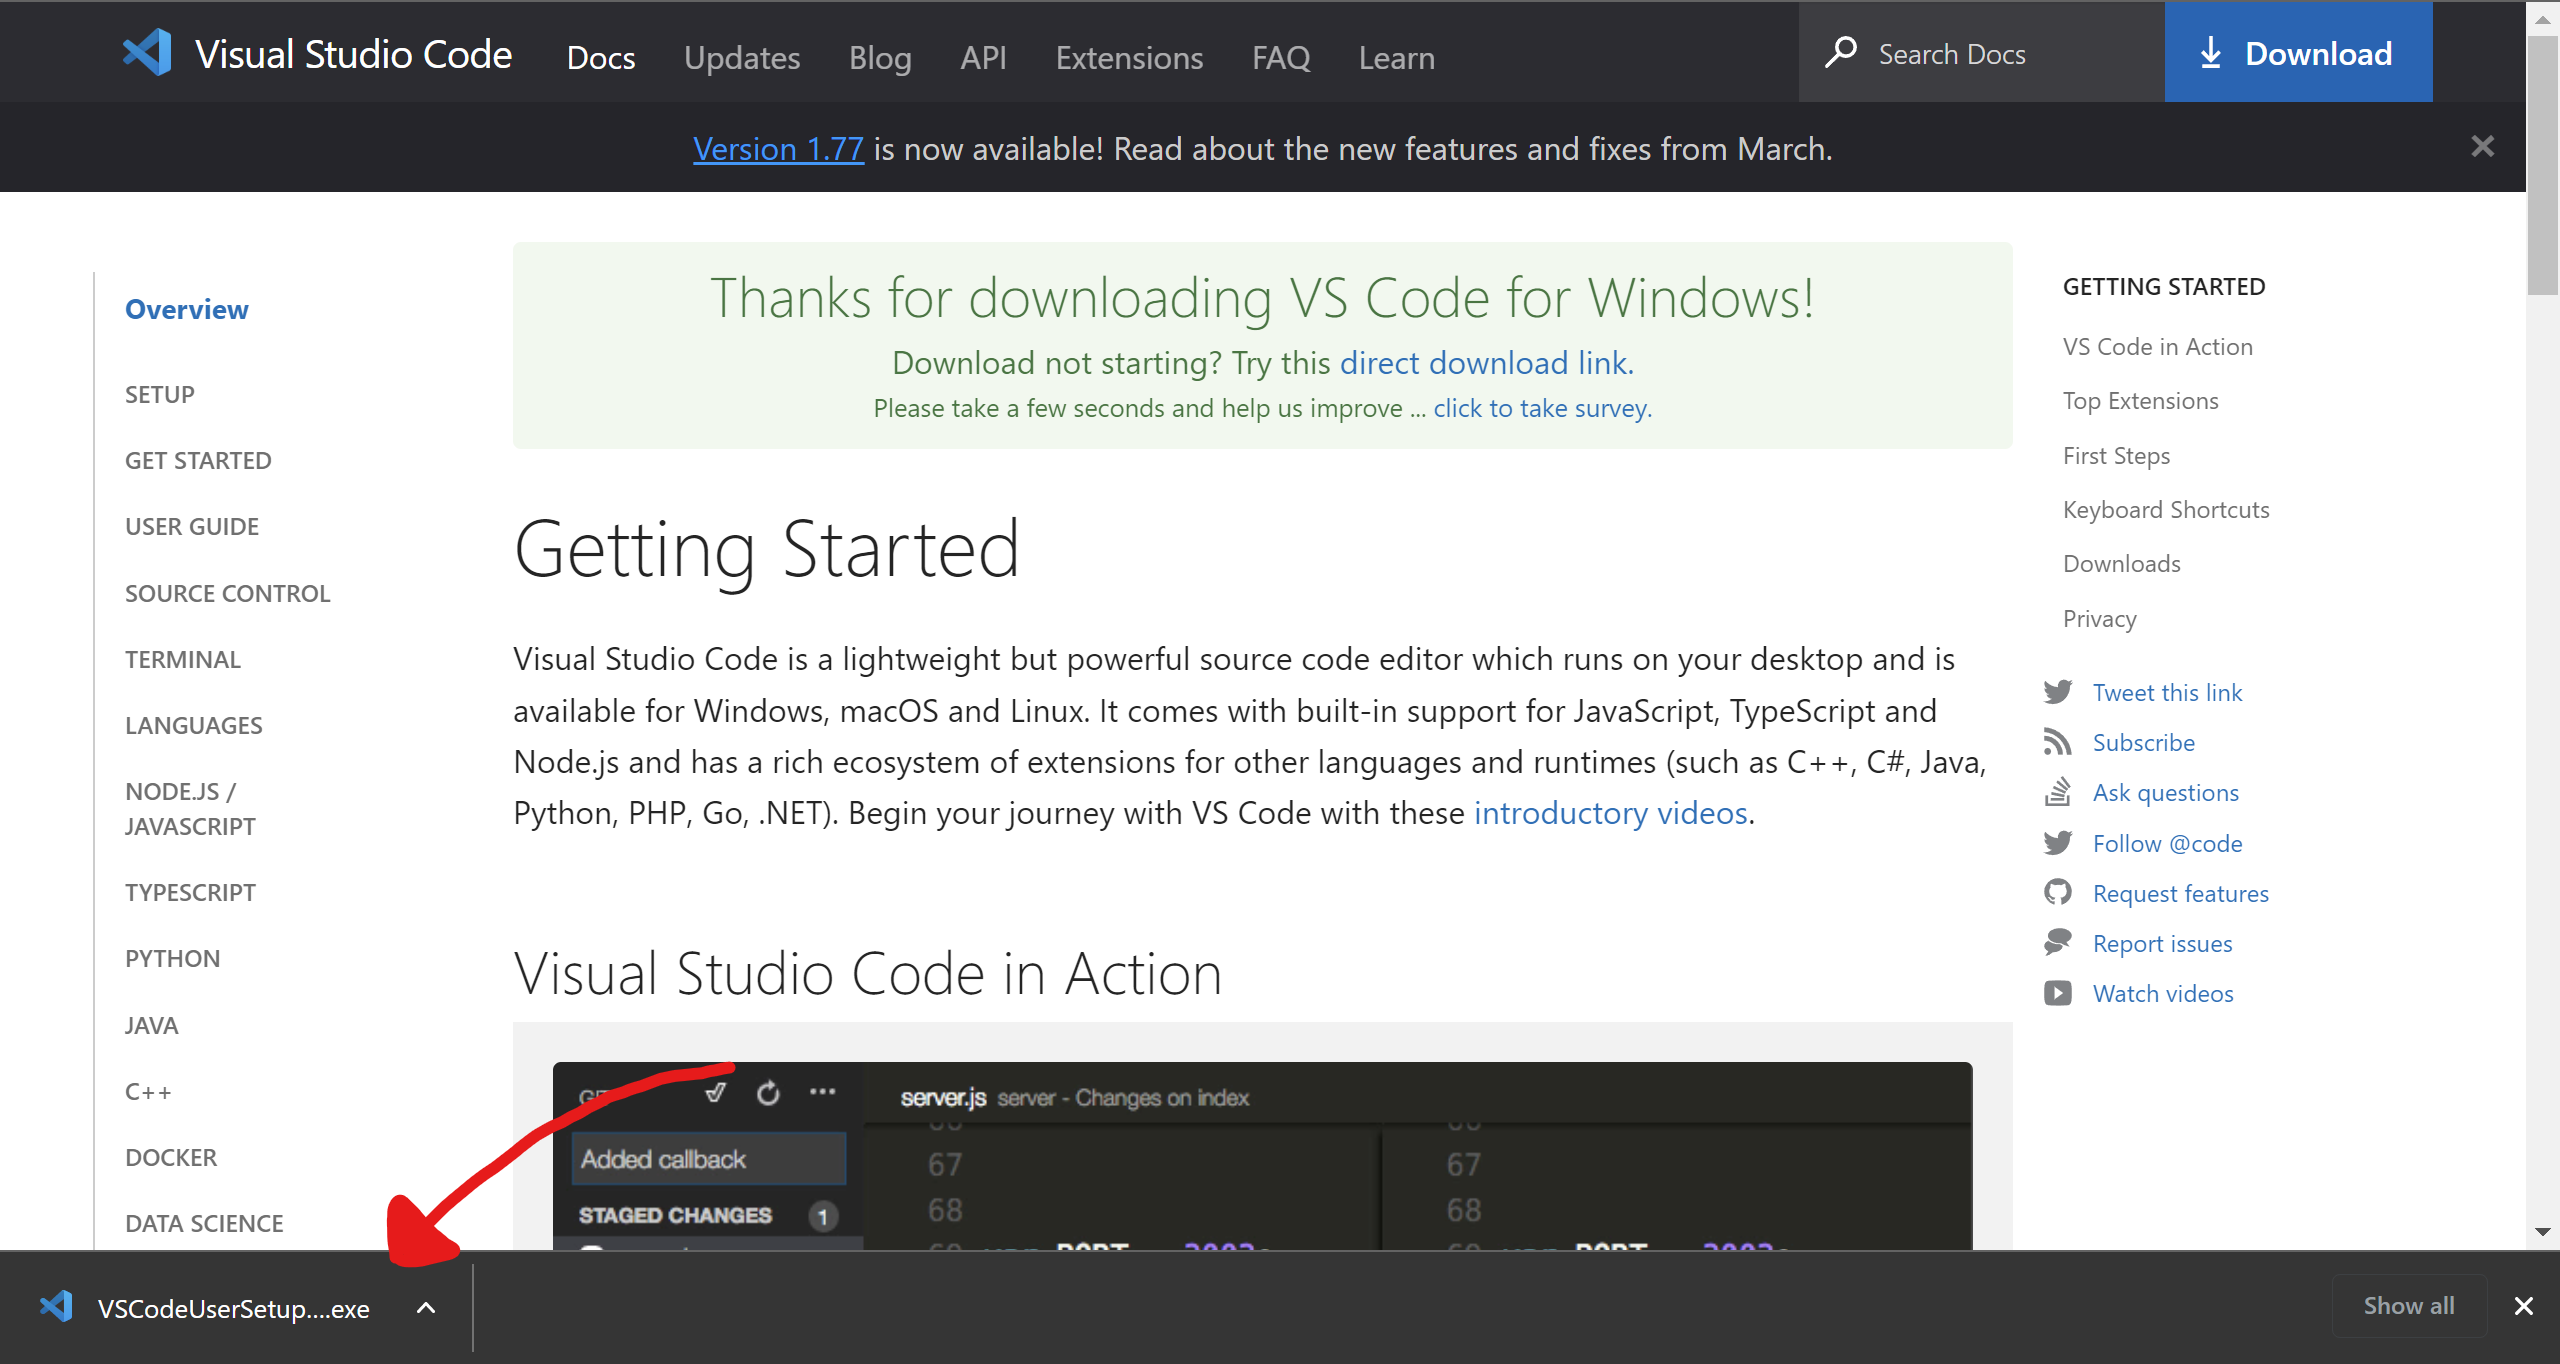 Visual Studio Code Docs Updates Blog API Extensions FAQ Learn Search Docs Download
Version 1.77 is now available! Read about the new features and fixes from March.
Overview
SETUP
GET STARTED
USER GUIDE
SOURCE CONTROL
TERMINAL
LANGUAGES
NODE.JS /
JAVASCRIPT
TYPESCRIPT
PYTHON
JAVA
C++
DOCKER
DATA SCIENCE
Thanks for downloading VS Code for Windows!
Download not starting? Try this direct download link.
Please take a few seconds and help us improve ... click to take survey.
Getting Started
Visual Studio Code is a lightweight but powerful source code editor which runs on your desktop and is
available for Windows, macOS and Linux. It comes with built-in support for JavaScript, TypeScript and
Node.js and has a rich ecosystem of extensions for other languages and runtimes (such as C++, C#, Java,
Python, PHP, Go, .NET). Begin your journey with VS Code with these introductory videos.
Visual Studio Code in Action
server.js server - Changes on index
Added callback
67 67
68 68
STAGED CHANGES 1
GETTING STARTED
VS Code in Action
Top Extensions
First Steps
Keyboard Shortcuts
Downloads
Privacy
Tweet this link
Subscribe
Ask questions
Follow @code
Request features
Report issues
Watch videos
VSCodeUserSetup....exe
Show all